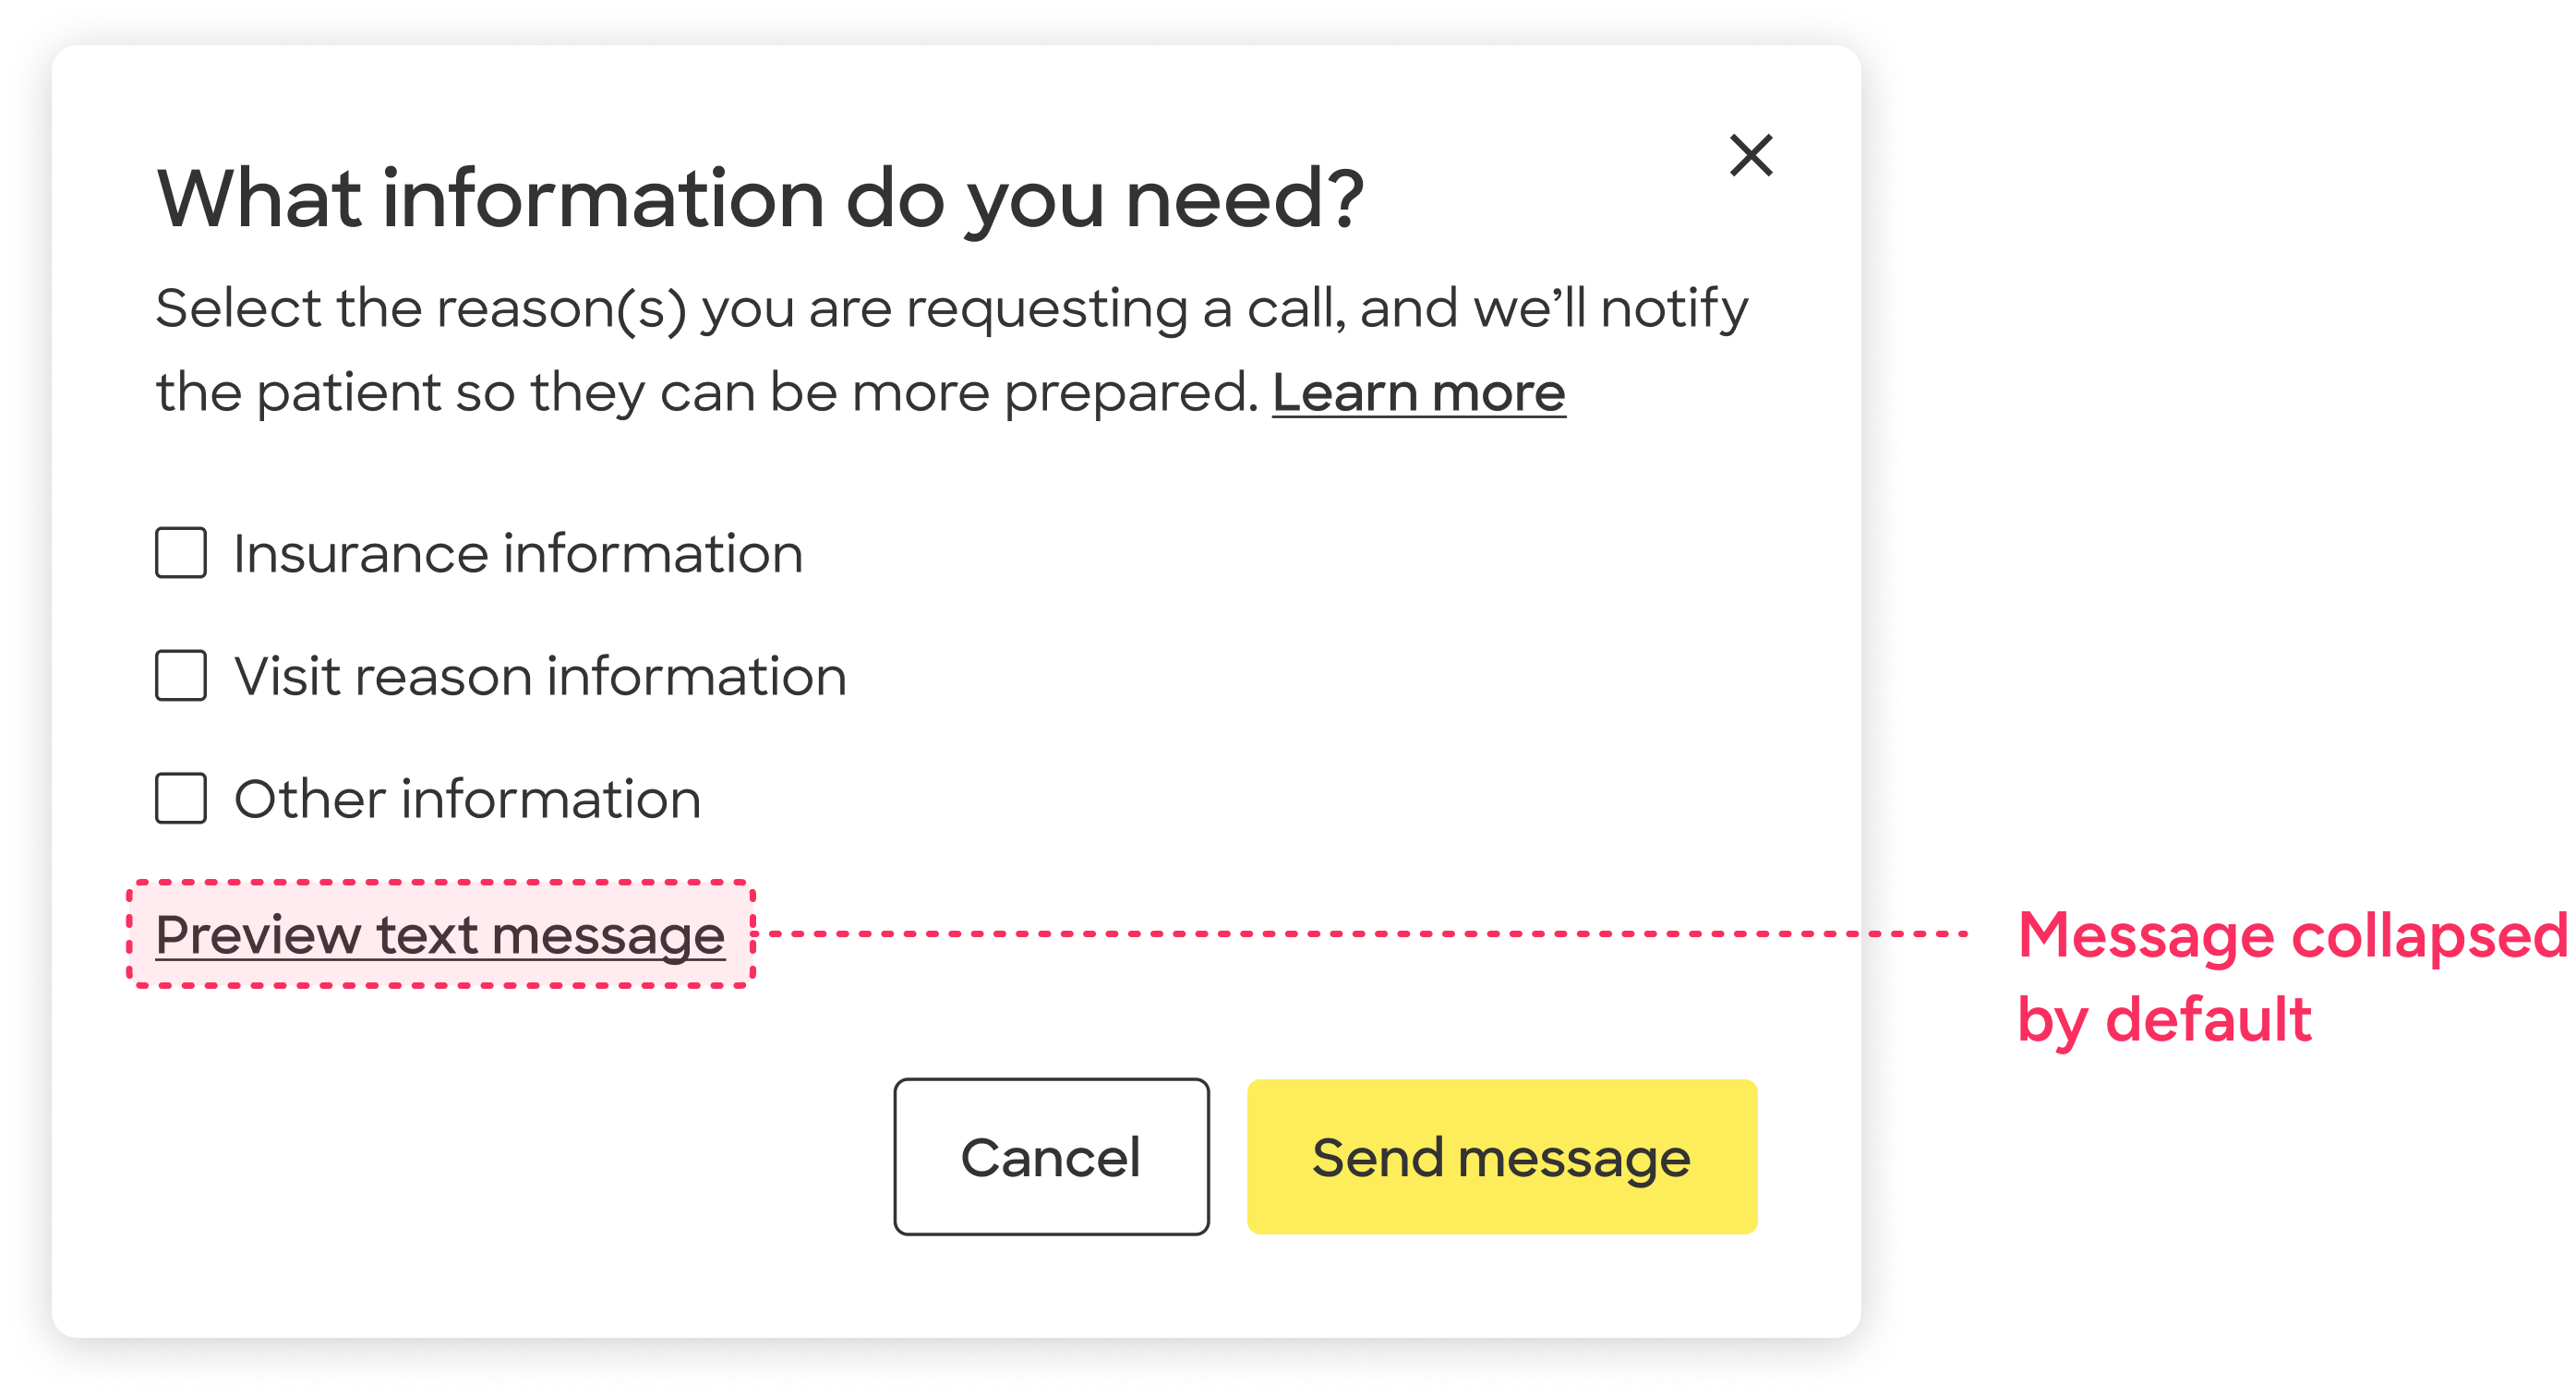 What information do you need?
Select the reason(s) you are requesting a call, and we’ll notify
the patient so they can be more prepared. Learn more
Insurance information
Visit reason information
Other information
Preview text message
Message collapsed
by default
Cancel
Send message